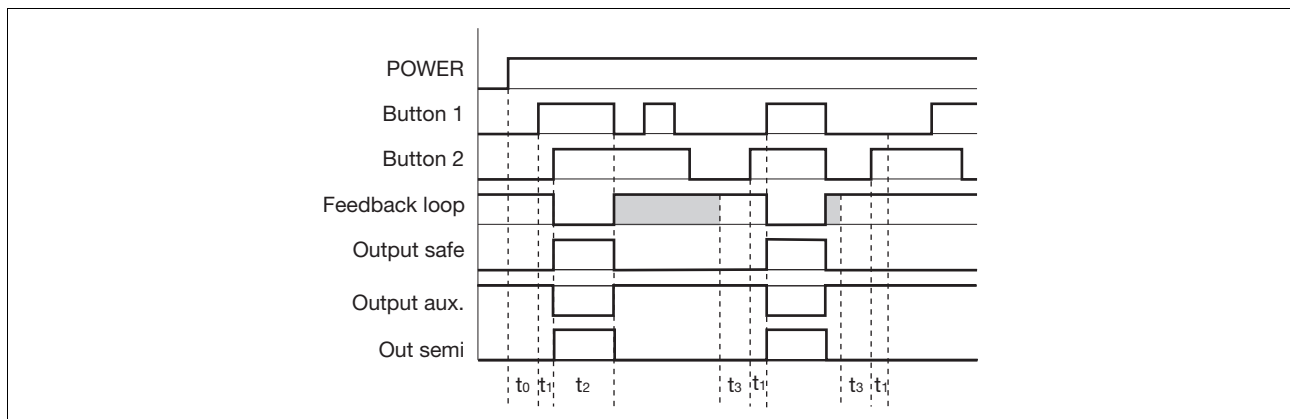 POWER
Button 1
Button 2
Feedback loop
Output safe
Output aux.
Out semi
t0 t1 t2 t3 t1 t3 t1